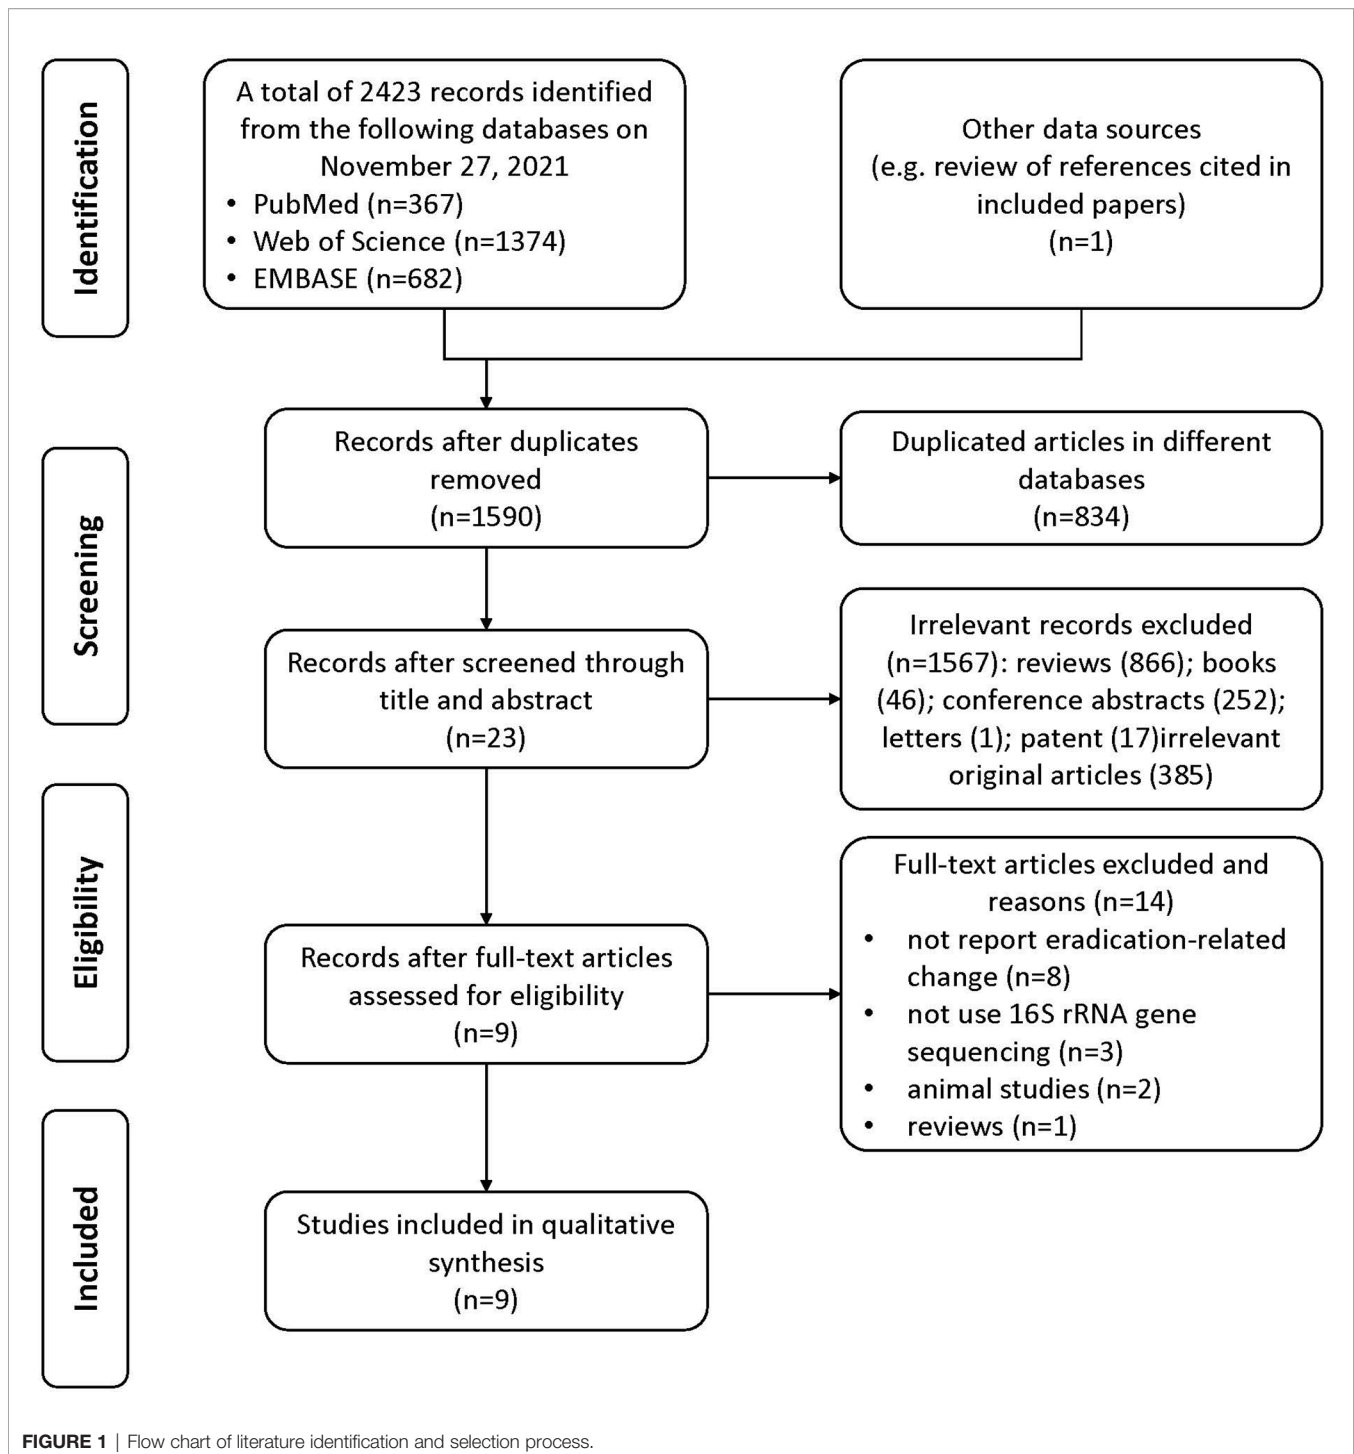 Identification
A total of 2423 records identified
from the following databases on
November 27, 2021
• PubMed (n=367)
• Web of Science (n=1374)
• EMBASE (n=682)
Other data sources
(e.g. review of references cited in
included papers)
(n=1)
Screening
Records after duplicates
removed
(n=1590)
Duplicated articles in different
databases
(n=834)
Records after screened through
title and abstract
(n=23)
Irrelevant records excluded
(n=1567): reviews (866); books
(46); conference abstracts (252);
letters (1); patent (17)irrelevant
original articles (385)
Eligibility
Records after full-text articles
assessed for eligibility
(n=9)
Full-text articles excluded and
reasons (n=14)
• not report eradication-related
change (n=8)
• not use 16S rRNA gene
sequencing (n=3)
• animal studies (n=2)
• reviews (n=1)
Included
Studies included in qualitative
synthesis
(n=9)
FIGURE 1 | Flow chart of literature identification and selection process.